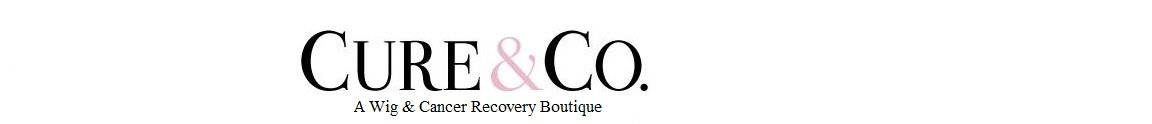 CURE & CO.
A Wig & Cancer Recovery Boutique